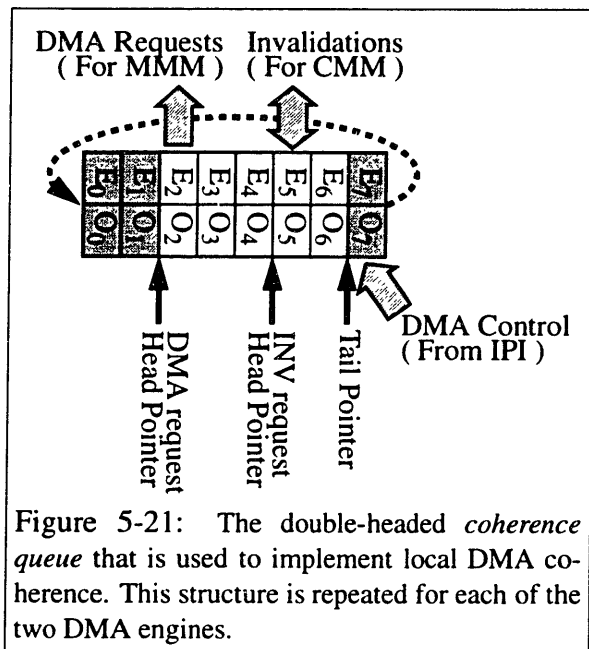 DMA Requests
( For MMM )
Invalidations
( For CMM )
E0 E1 E2 E3 E4 E5 E6 E7
O0 O1 O2 O3 O4 O5 O6 O7
DMA Control
( From IPI )
DMA request
Head Pointer
INV request
Head Pointer
Tail Pointer
Figure 5-21: The double-headed coherence
queue that is used to implement local DMA co-
herence. This structure is repeated for each of the
two DMA engines.